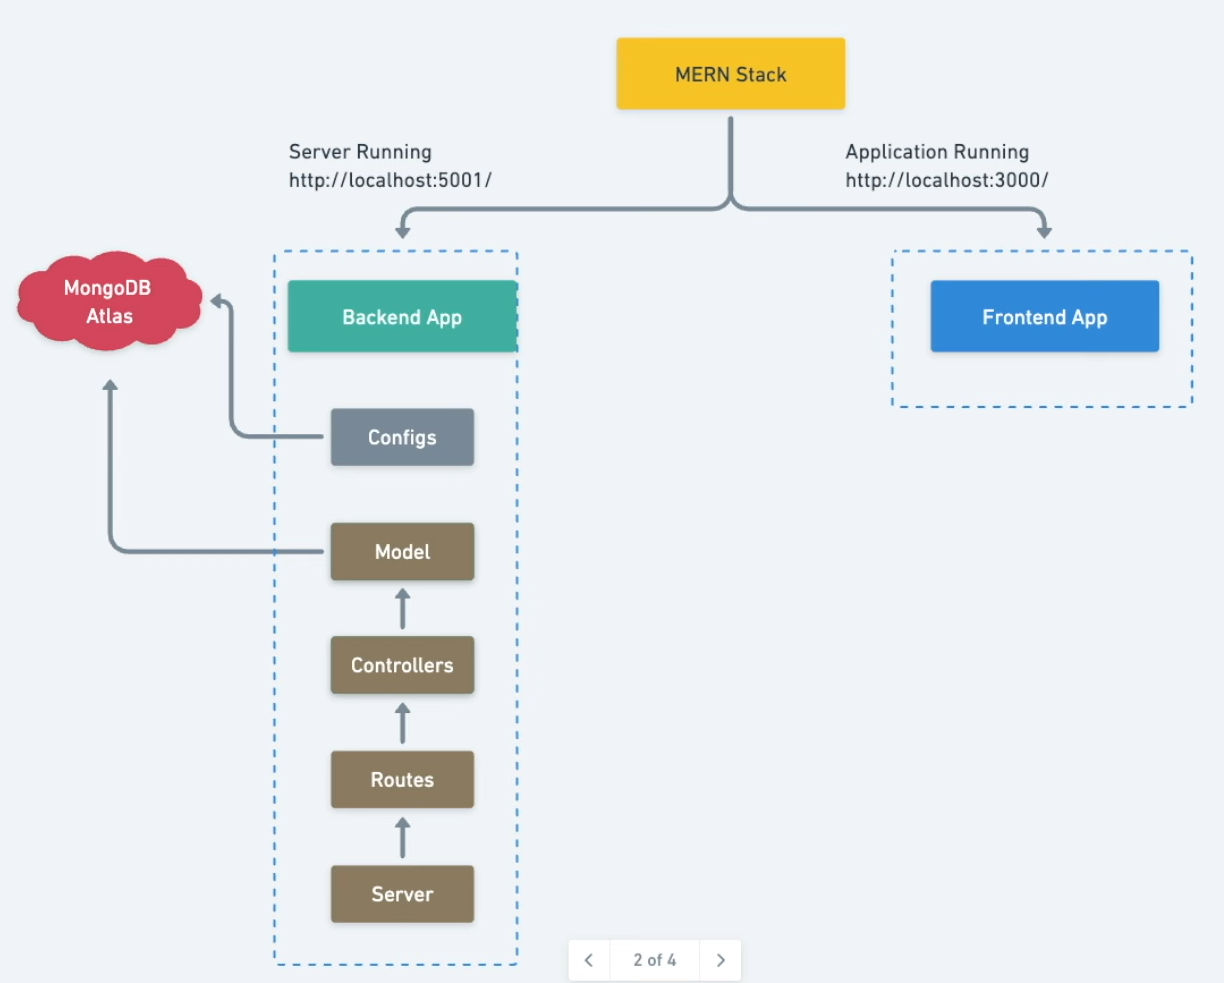 MERN Stack
Server Running
http://localhost:5001/
Application Running
http://localhost:3000/
MongoDB
Atlas
Backend App
Frontend App
Configs
Model
Controllers
Routes
Server
2 of 4